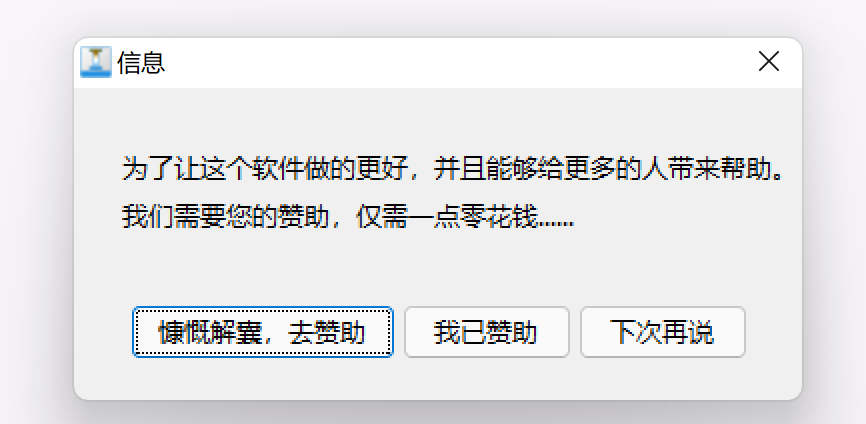 信息
为了让这个软件做的更好，并且能够给更多的人带来帮助。
我们需要您的赞助，仅需一点零花钱......
慷慨解囊，去赞助
我已赞助
下次再说